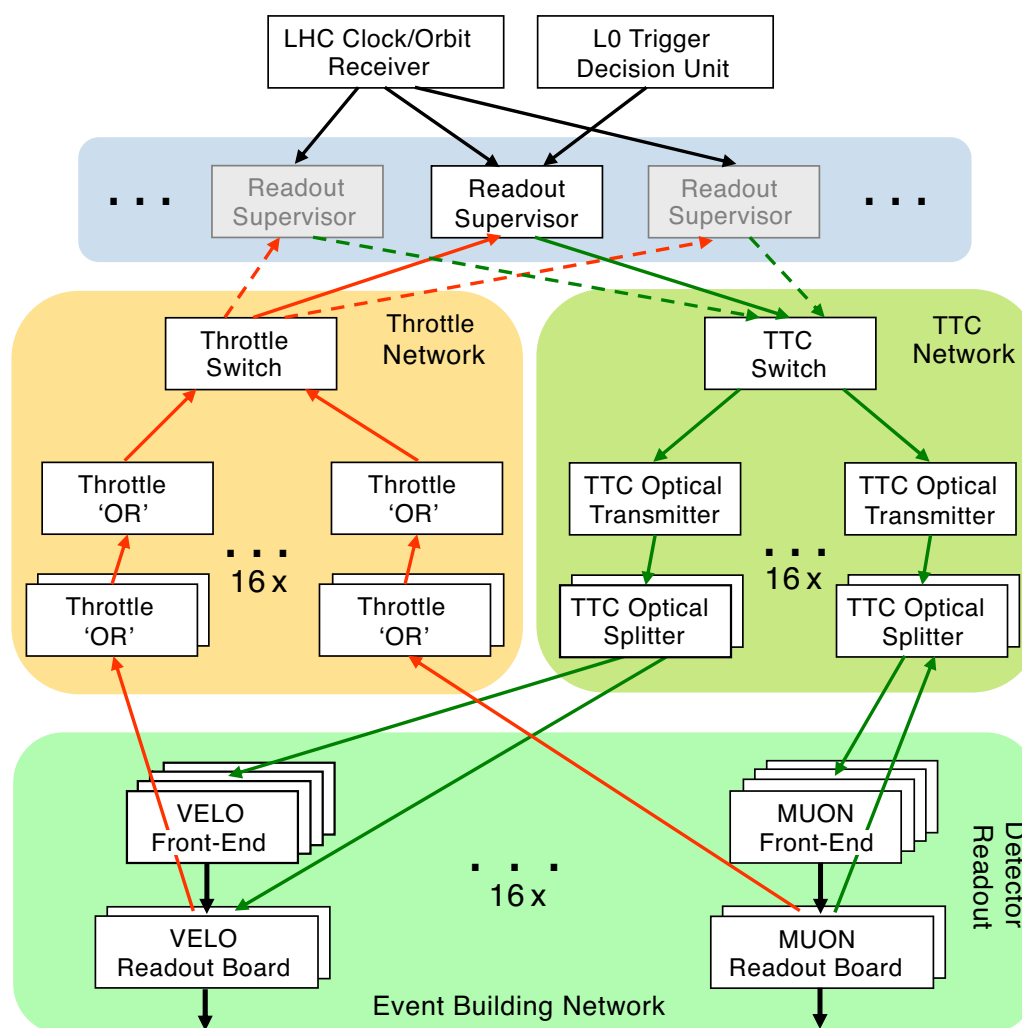 LHC Clock/Orbit
Receiver
L0 Trigger
Decision Unit
. . .
Readout
Supervisor
Readout
Supervisor
Readout
Supervisor
. . .
Throttle
Switch
Throttle
Network
TTC
Switch
TTC
Network
Throttle
‘OR’
Throttle
‘OR’
. . .
16 x
Throttle
‘OR’
Throttle
‘OR’
TTC Optical
Transmitter
TTC Optical
Transmitter
. . .
16 x
TTC Optical
Splitter
TTC Optical
Splitter
VELO
Front-End
MUON
Front-End
. . .
16 x
Detector
Readout
VELO
Readout Board
MUON
Readout Board
Event Building Network